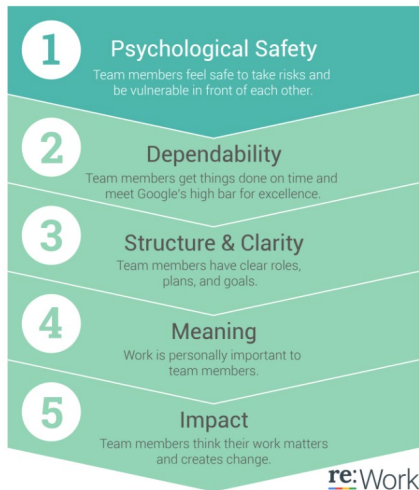 1
Psychological Safety
Team members feel safe to take risks and
be vulnerable in front of each other.
2
Dependability
Team members get things done on time and
meet Google's high bar for excellence.
3
Structure & Clarity
Team members have clear roles,
plans, and goals.
4
Meaning
Work is personally important to
team members.
5
Impact
Team members think their work matters
and creates change.
re:Work